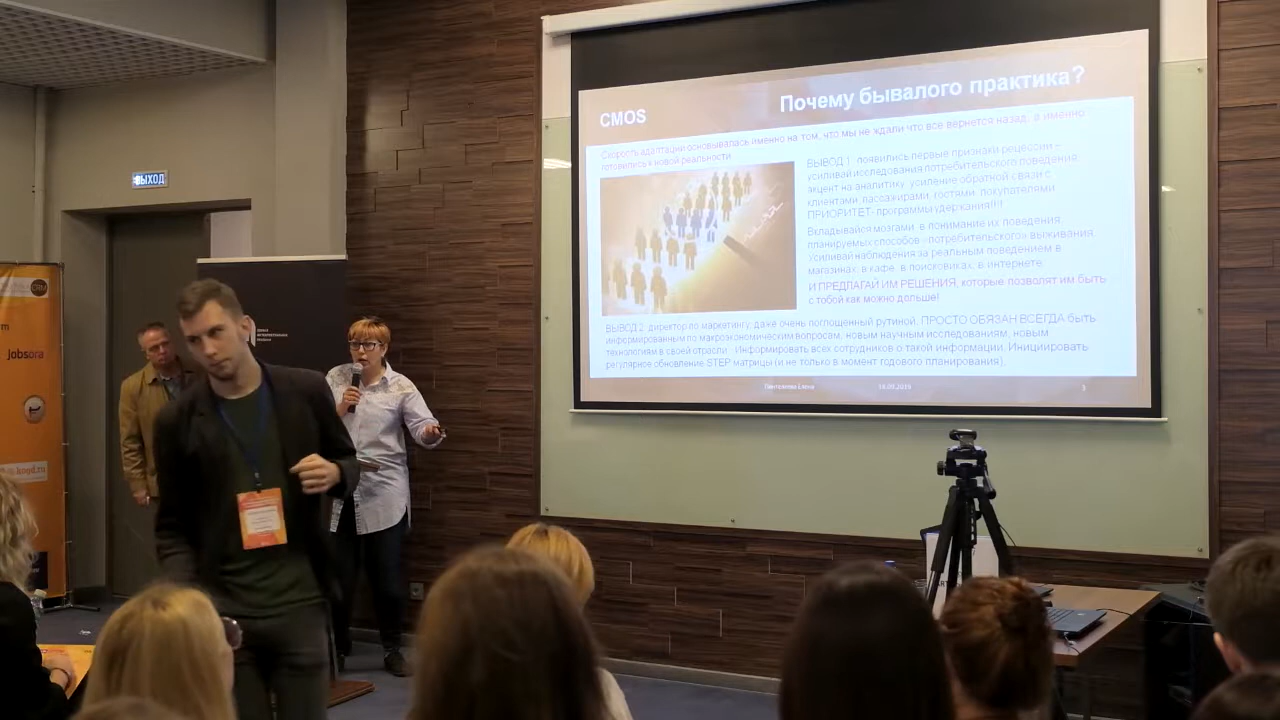 CMOS
Почему бывалого практика?
Скорость адаптации основывалась именно на том, что мы не ждали что все вернется назад, а именно
готовились к новой реальности.
ВЫВОД 1: появились первые признаки рецессии –
усиливай исследования потребительского поведения,
акцент на аналитику, усиление обратной связи с
клиентами, пассажирами, гостями, покупателями.
ПРИОРИТЕТ- программы удержания!!!!
Вкладывайся мозгами в понимание их поведения,
планируемых способов «потребительского» выживания.
Усиливай наблюдения за реальным поведением в
магазинах, в кафе, в поисковиках, в интернете.
И ПРЕДЛАГАЙ ИМ РЕШЕНИЯ, которые позволят им быть
с тобой как можно дольше!
ВЫВОД 2: директор по маркетингу, даже очень поглощенный рутиной, ПРОСТО ОБЯЗАН ВСЕГДА быть
информированным по макроэкономическим вопросам, новым научным исследованиям, новым
технологиям в своей отрасли. Информировать всех сотрудников о такой информации. Инициировать
регулярное обновление STEP матрицы (и не только в момент годового планирования).
Елена
3
ВЫХОД
CRM
Jobsora